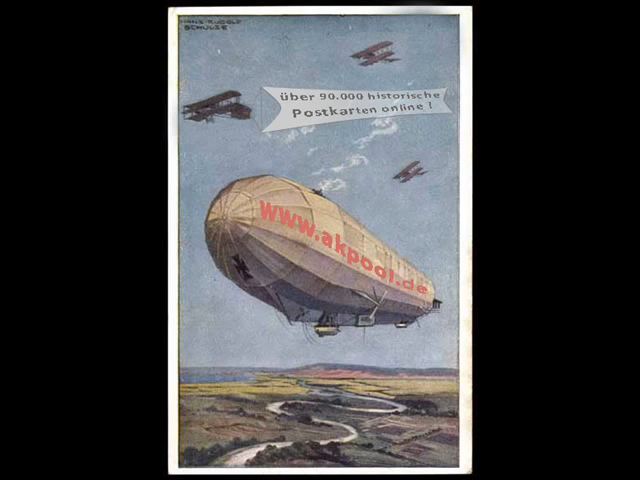 HANS RUDOLF
SCHULZE
über 90.000 historische
Postkarten online !
www.akpool.de